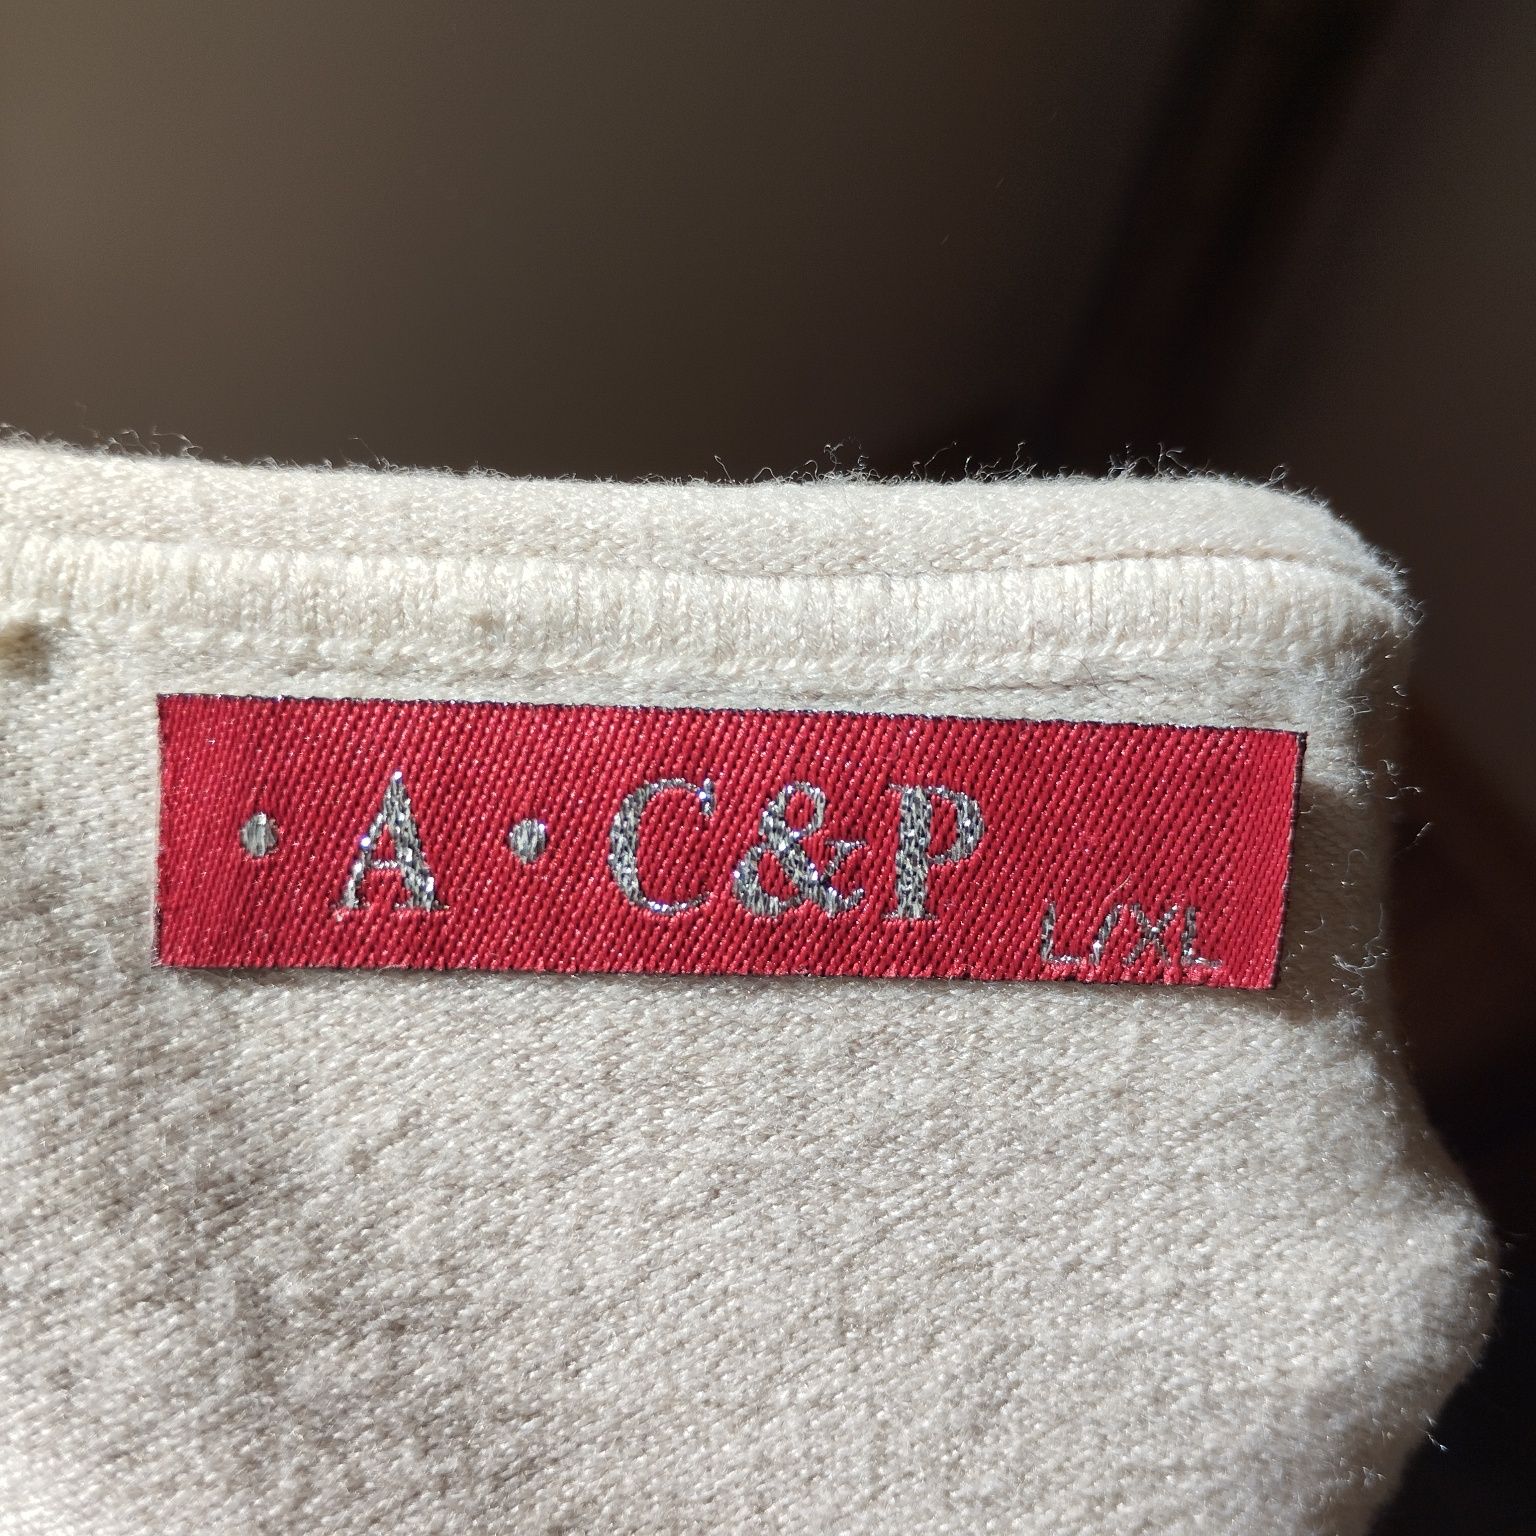 • A • C&P
L/XL